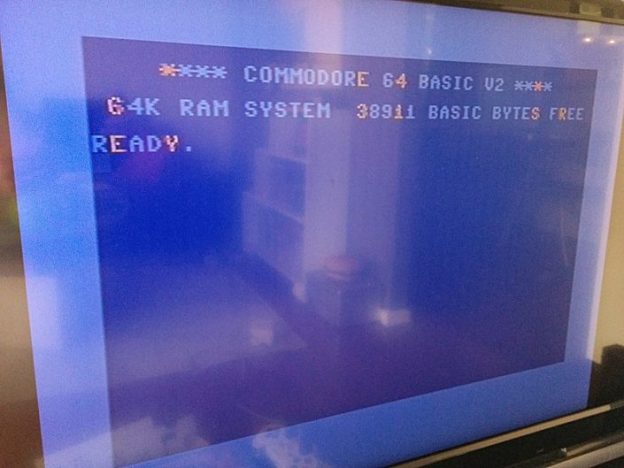 **** COMMODORE 64 BASIC V2 ****
64K RAM SYSTEM 38911 BASIC BYTES FREE
READY.